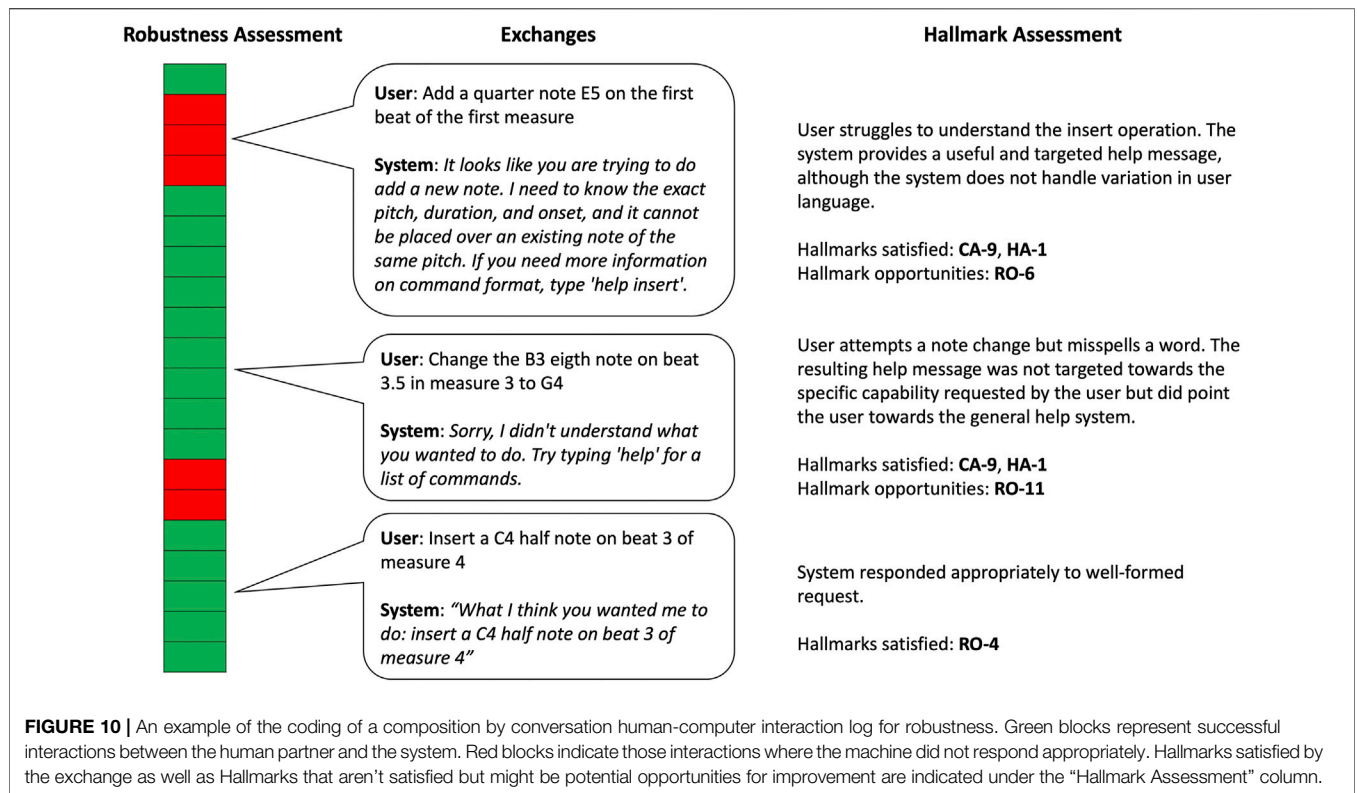 Robustness Assessment
Exchanges
Hallmark Assessment
User: Add a quarter note E5 on the first
beat of the first measure
System: It looks like you are trying to do
add a new note. I need to know the exact
pitch, duration, and onset, and it cannot
be placed over an existing note of the
same pitch. If you need more information
on command format, type 'help insert'.
User struggles to understand the insert operation. The
system provides a useful and targeted help message,
although the system does not handle variation in user
language.
Hallmarks satisfied: CA-9, HA-1
Hallmark opportunities: RO-6
User: Change the B3 eigth note on beat
3.5 in measure 3 to G4
System: Sorry, I didn't understand what
you wanted to do. Try typing 'help' for a
list of commands.
User attempts a note change but misspells a word. The
resulting help message was not targeted towards the
specific capability requested by the user but did point
the user towards the general help system.
Hallmarks satisfied: CA-9, HA-1
Hallmark opportunities: RO-11
User: Insert a C4 half note on beat 3 of
measure 4
System: “What I think you wanted me to
do: insert a C4 half note on beat 3 of
measure 4”
System responded appropriately to well-formed
request.
Hallmarks satisfied: RO-4
FIGURE 10 | An example of the coding of a composition by conversation human-computer interaction log for robustness. Green blocks represent successful
interactions between the human partner and the system. Red blocks indicate those interactions where the machine did not respond appropriately. Hallmarks satisfied by
the exchange as well as Hallmarks that aren’t satisfied but might be potential opportunities for improvement are indicated under the “Hallmark Assessment” column.